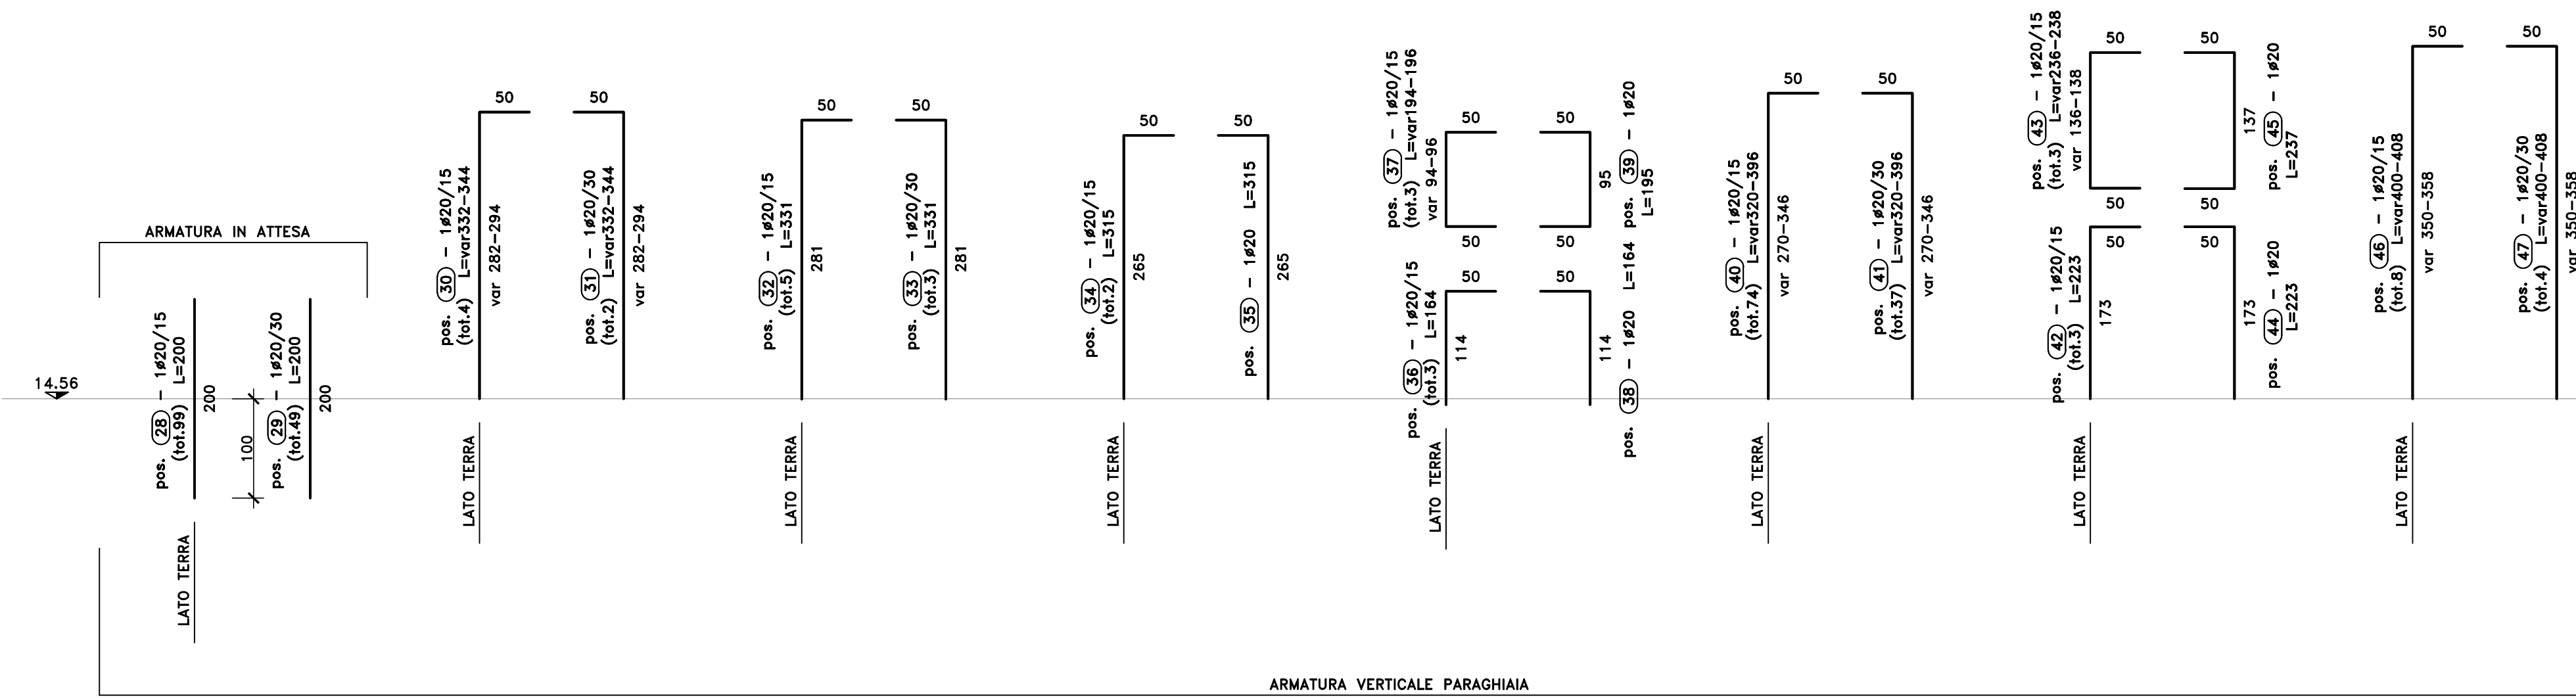 14.56
ARMATURA IN ATTESA
pos. 28 - 1ø20/15
(tot.99) L=200
200
100
pos. 29 - 1ø20/30
(tot.49) L=200
200
LATO TERRA
50
pos. 30 - 1ø20/15
(tot.4) L=var332-344
var 282-294
50
pos. 31 - 1ø20/30
(tot.2) L=var332-344
var 282-294
LATO TERRA
50
pos. 32 - 1ø20/15
(tot.5) L=331
281
50
pos. 33 - 1ø20/30
(tot.3) L=331
281
LATO TERRA
50
pos. 34 - 1ø20/15
(tot.2) L=315
265
50
pos. 35 - 1ø20 L=315
265
LATO TERRA
pos. 37 - 1ø20/15
(tot.3) L=var194-196
var 94-96
50
50
50
50
95
pos. 39 - 1ø20
L=195
pos. 36 - 1ø20/15
(tot.3) L=164
50
50
114
114
pos. 38 - 1ø20 L=164
LATO TERRA
50
pos. 40 - 1ø20/15
(tot.74) L=var320-396
var 270-346
50
pos. 41 - 1ø20/30
(tot.37) L=var320-396
var 270-346
LATO TERRA
pos. 43 - 1ø20/15
(tot.3) L=var236-238
var 136-138
50
50
50
50
137
pos. 45 - 1ø20
L=237
pos. 42 - 1ø20/15
(tot.3) L=223
50
50
173
173
pos. 44 - 1ø20
L=223
LATO TERRA
50
pos. 46 - 1ø20/15
(tot.8) L=var400-408
var 350-358
50
pos. 47 - 1ø20/30
(tot.4) L=var400-408
var 350-358
LATO TERRA
ARMATURA VERTICALE PARAGHIAIA